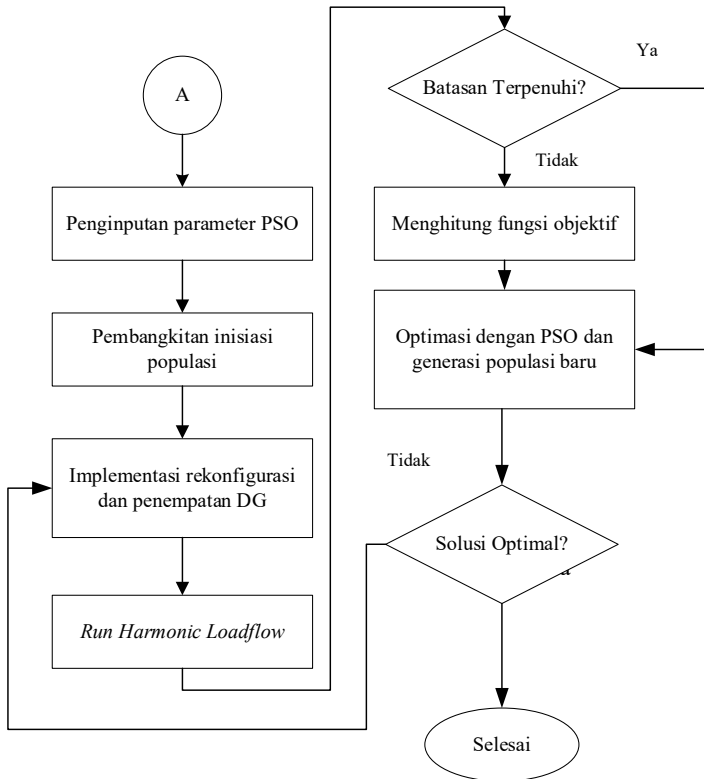 A
Penginputan parameter PSO
Pembangkitan inisiasi
populasi
Implementasi rekonfigurasi
dan penempatan DG
Run Harmonic Loadflow
Batasan Terpenuhi?
Ya
Tidak
Menghitung fungsi objektif
Optimasi dengan PSO dan
generasi populasi baru
Tidak
Solusi Optimal?
Selesai